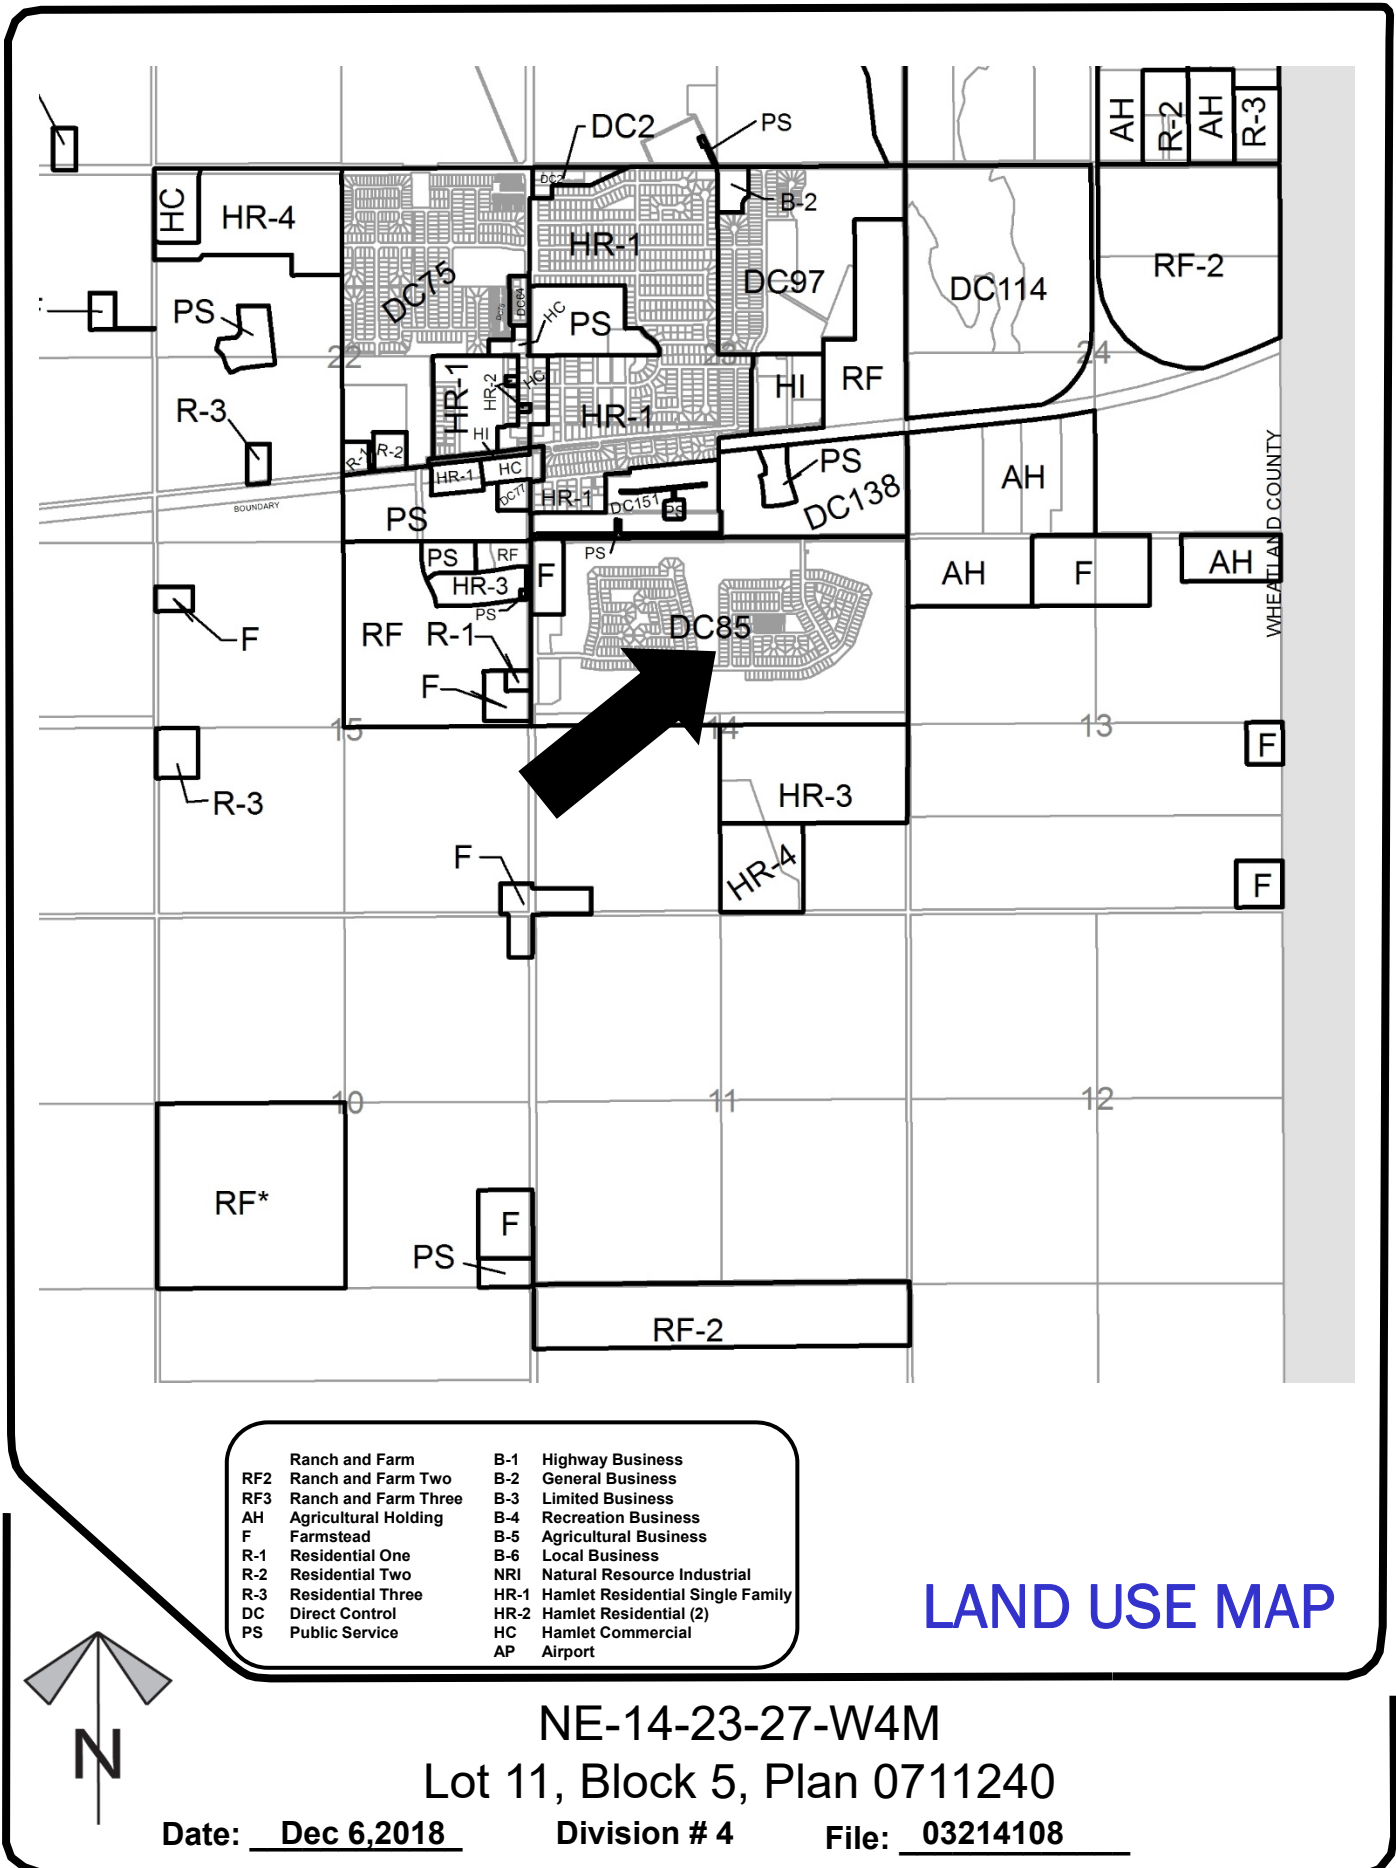 DC2
PS
AH
R-2
AH
R-3
HC
HR-4
DC2
B-2
HR-1
DC75
DC97
DC114
RF-2
PS
DC64
HC
PS
22
23
24
HR-1
HR-2
HC
HR-1
HI
RF
R-3
HI
R-1
R-2
HR-1
HC
PS
AH
WHEATLAND COUNTY
BOUNDARY
PS
DC77
HR-1
DC151
PS
DC138
PS
PS
RF
HR-3
PS
F
AH
F
AH
F
RF
R-1
DC85
F
15
14
13
F
R-3
HR-3
F
HR-4
F
10
11
12
RF*
F
PS
RF-2
Ranch and Farm
RF2 Ranch and Farm Two
RF3 Ranch and Farm Three
AH Agricultural Holding
F Farmstead
R-1 Residential One
R-2 Residential Two
R-3 Residential Three
DC Direct Control
PS Public Service
B-1 Highway Business
B-2 General Business
B-3 Limited Business
B-4 Recreation Business
B-5 Agricultural Business
B-6 Local Business
NRI Natural Resource Industrial
HR-1 Hamlet Residential Single Family
HR-2 Hamlet Residential (2)
HC Hamlet Commercial
AP Airport
LAND USE MAP
N
NE-14-23-27-W4M
Lot 11, Block 5, Plan 0711240
Date: Dec 6,2018 Division # 4 File: 03214108